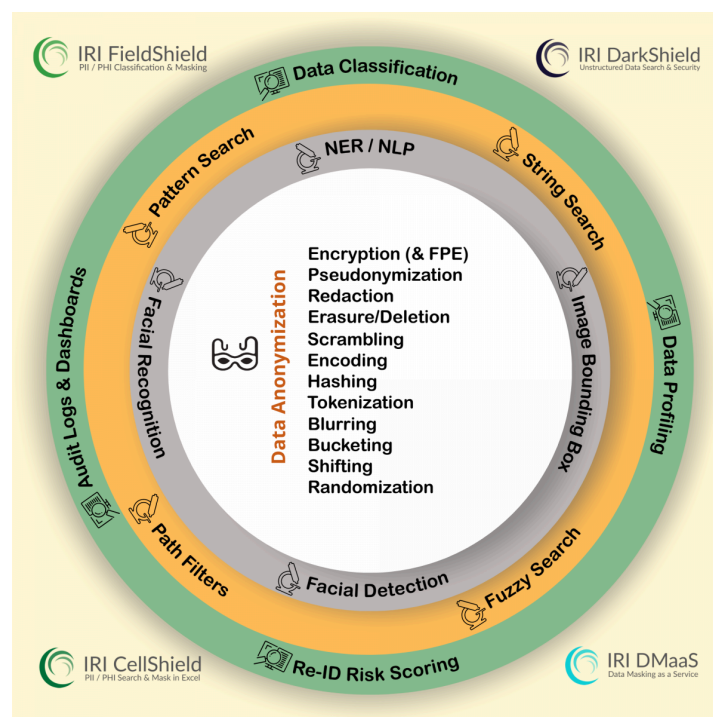 IRI FieldShield
PII / PHI Classification & Masking
IRI DarkShield
Unstructured Data Search & Security
Data Classification
Pattern Search
NER / NLP
String Search
Encryption (& FPE)
Pseudonymization
Redaction
Erasure/Deletion
Scrambling
Encoding
Hashing
Tokenization
Blurring
Bucketing
Shifting
Randomization
Data Anonymization
Audit Logs & Dashboards
Facial Recognition
Image Bounding Box
Data Profiling
Path Filters
Facial Detection
Fuzzy Search
Re-ID Risk Scoring
IRI CellShield
PII / PHI Search & Mask in Excel
IRI DMaaS
Data Masking as a Service